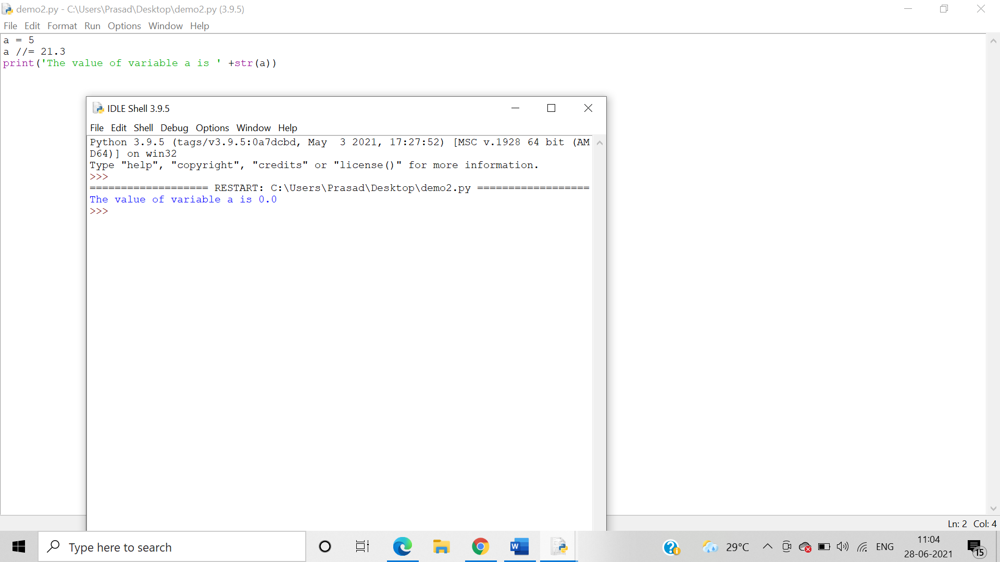 demo2.py - C:\Users\Prasad\Desktop\demo2.py (3.9.5)
File Edit Format Run Options Window Help
a = 5
a //= 21.3
print('The value of variable a is ' +str(a))
IDLE Shell 3.9.5
File Edit Shell Debug Options Window Help
Python 3.9.5 (tags/v3.9.5:0a7dcbd, May  3 2021, 17:27:52) [MSC v.1928 64 bit (AM
D64)] on win32
Type "help", "copyright", "credits" or "license()" for more information.
>>>
=================== RESTART: C:\Users\Prasad\Desktop\demo2.py ==================
The value of variable a is 0.0
>>>
Ln: 2 Col: 4
Type here to search
W
29°C
ENG
11:04
28-06-2021
15